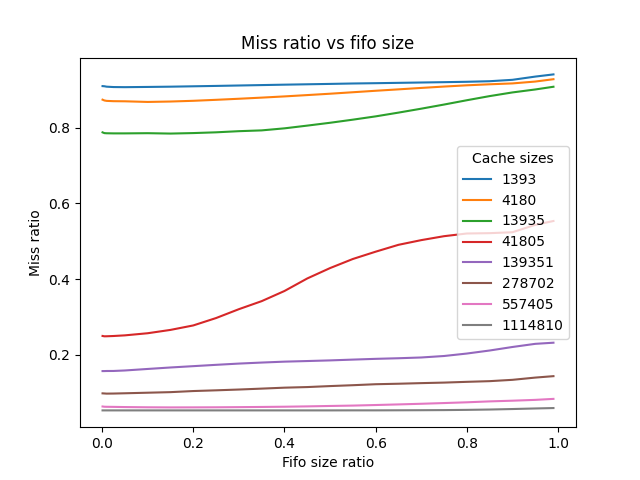 Miss ratio vs fifo size
Miss ratio
0.8
0.6
0.4
0.2
Cache sizes
1393
4180
13935
41805
139351
278702
557405
1114810
0.0 0.2 0.4 0.6 0.8 1.0
Fifo size ratio